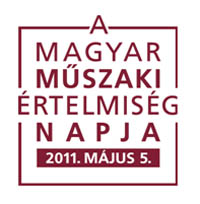 A
MAGYAR
MŰSZAKI
ÉRTELMISÉG
NAPJA
2011. MÁJUS 5.